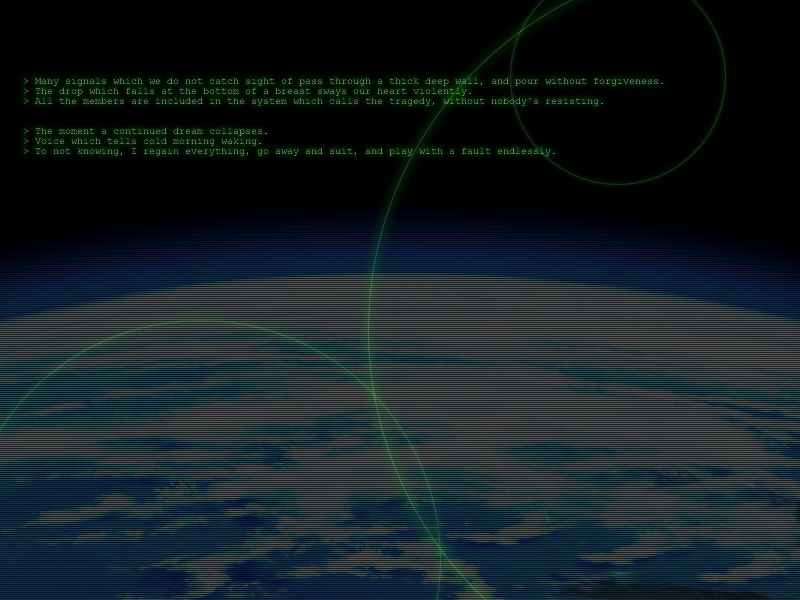 > Many signals which we do not catch sight of pass through a thick deep wall, and pour without forgiveness.
> The drop which falls at the bottom of a breast sways our heart violently.
> All the members are included in the system which calls the tragedy, without nobody's resisting.
> The moment a continued dream collapses.
> Voice which tells cold morning waking.
> To not knowing, I regain everything, go away and suit, and play with a fault endlessly.